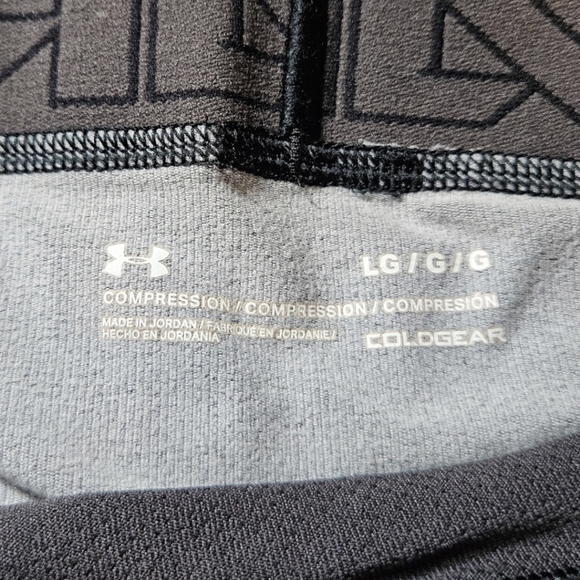 LG / G / G
COMPRESSION / COMPRESSION / COMPRESIÓN
MADE IN JORDAN / FABRIQUÉ EN JORDANIE /
HECHO EN JORDANIA
COLDGEAR